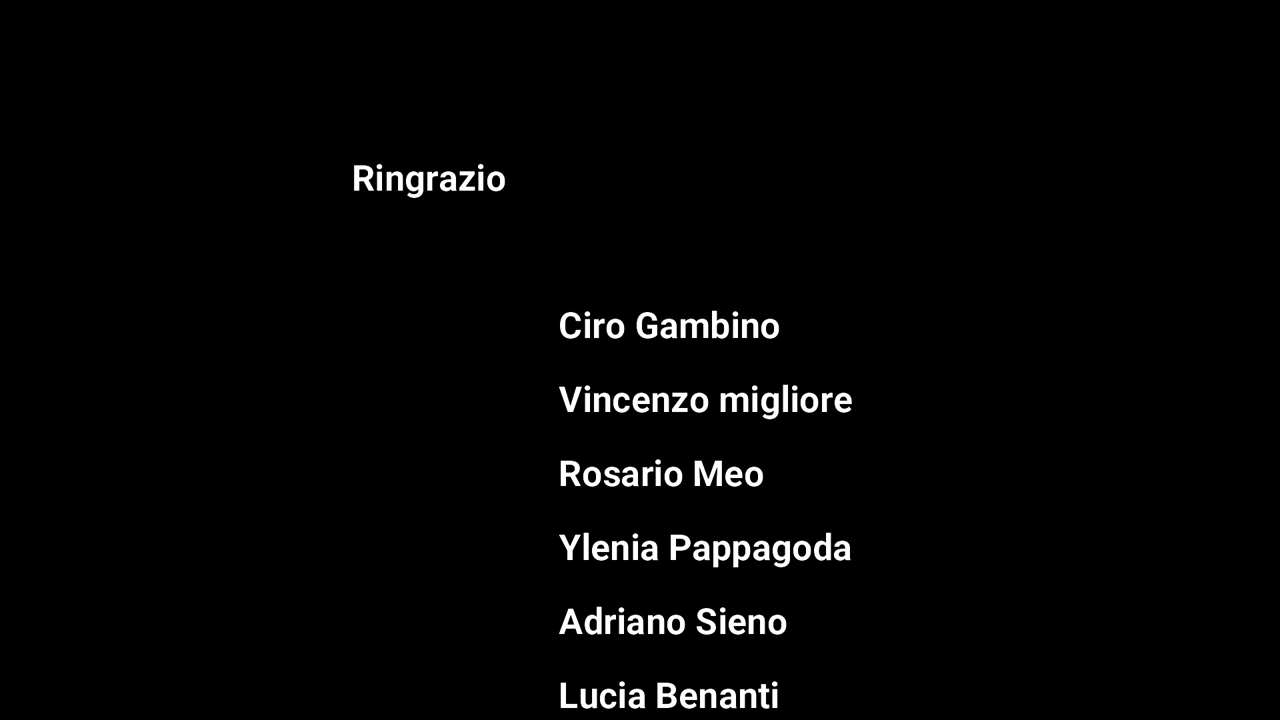 Ringrazio
Ciro Gambino
Vincenzo migliore
Rosario Meo
Ylenia Pappagoda
Adriano Sieno
Lucia Benanti